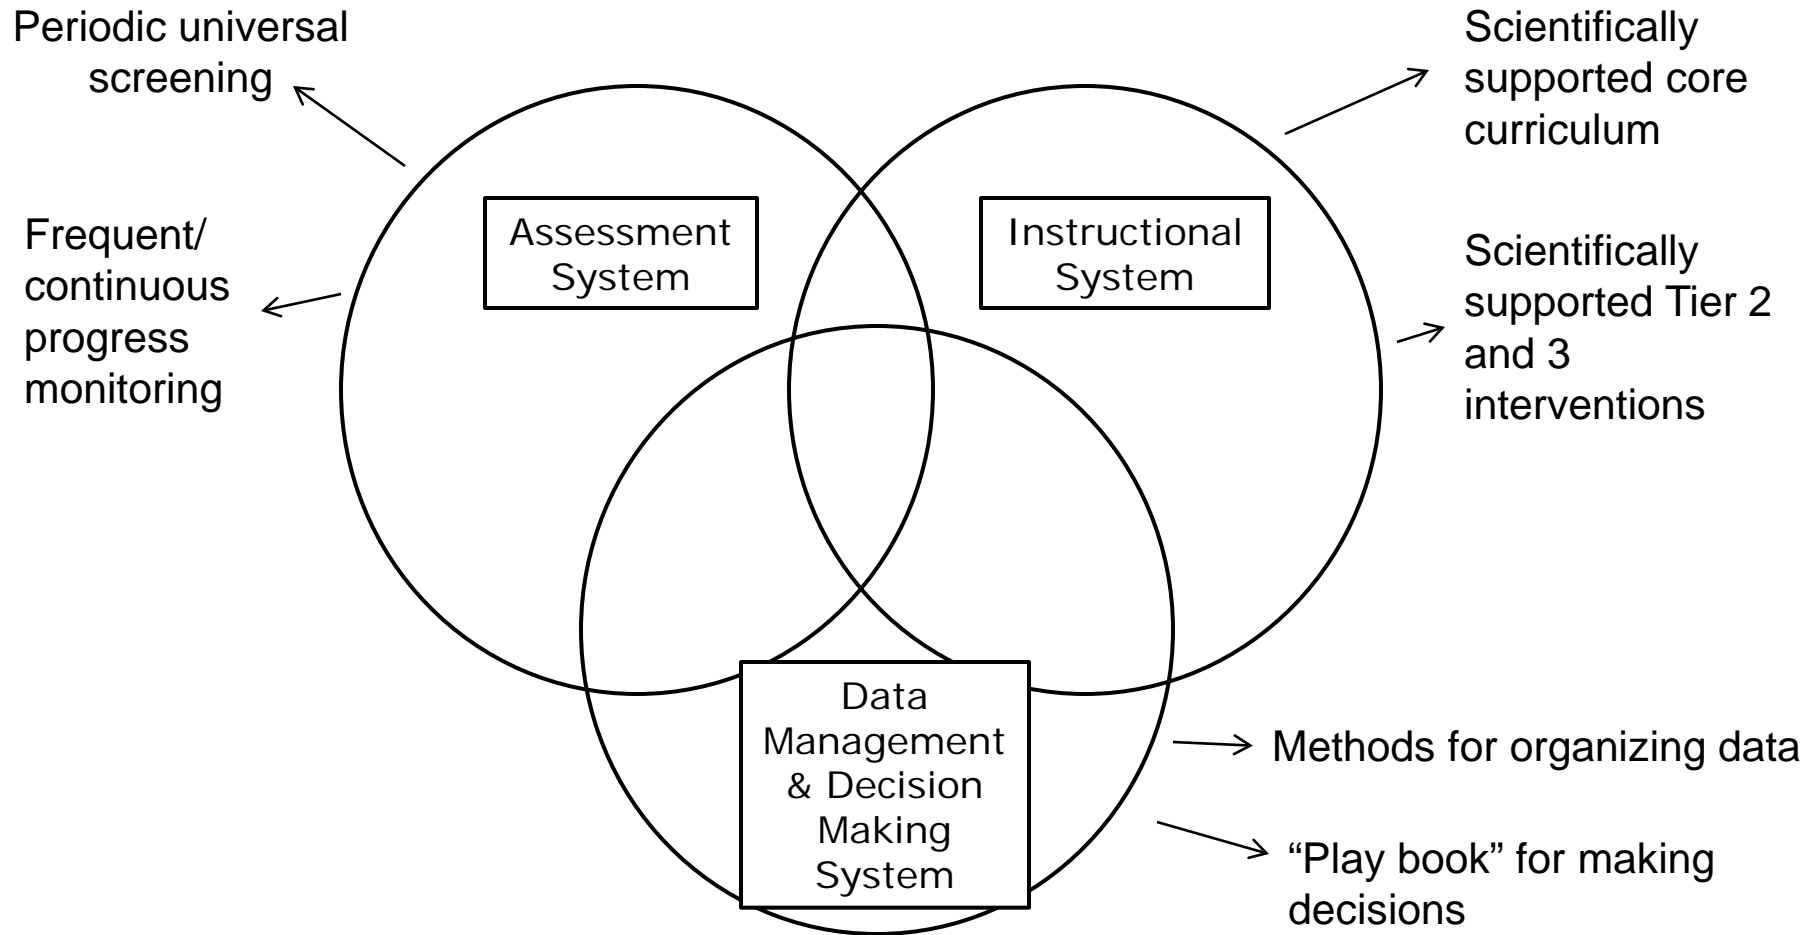 Periodic universal
screening
Frequent/
continuous
progress
monitoring
Assessment
System
Instructional
System
Scientifically
supported core
curriculum
Scientifically
supported Tier 2
and 3
interventions
Data
Management
& Decision
Making
System
Methods for organizing data
“Play book” for making
decisions